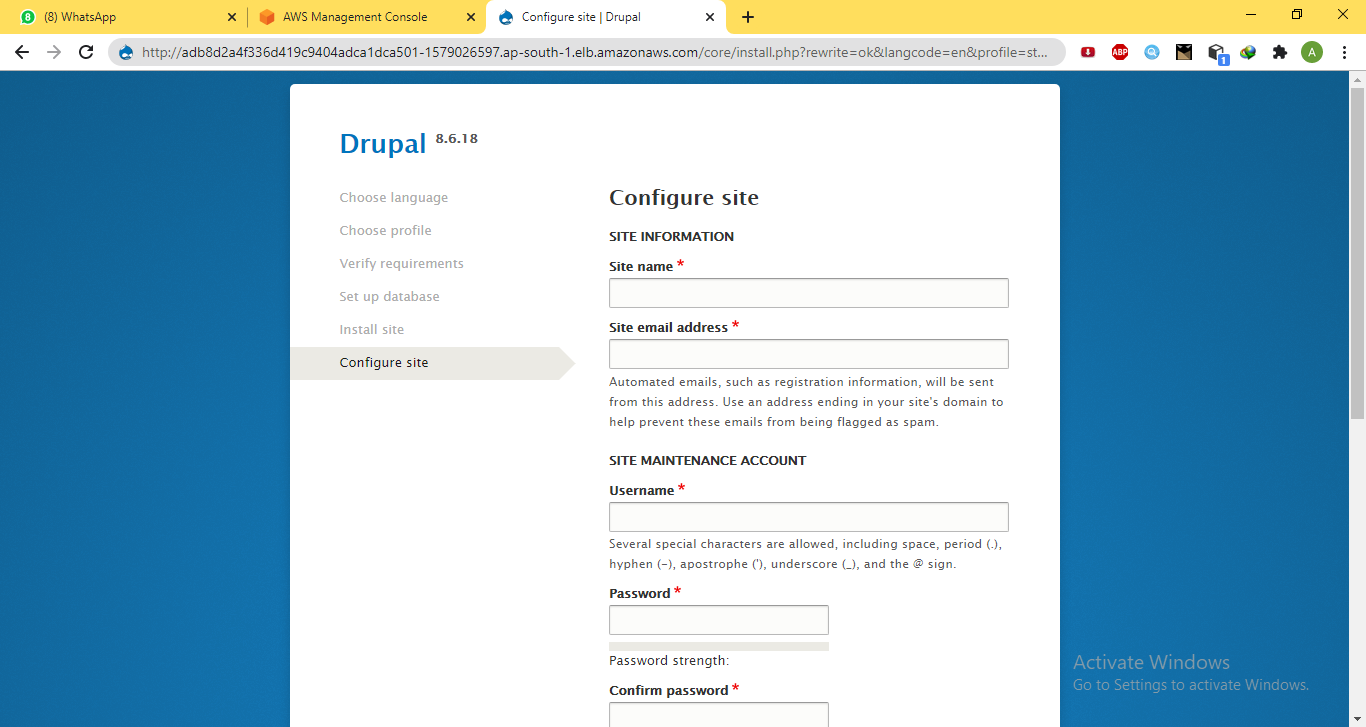 8 (8) WhatsApp
AWS Management Console
Configure site | Drupal
http://adb8d2a4f336d419c9404adca1dca501-1579026597.ap-south-1.elb.amazonaws.com/core/install.php?rewrite=ok&langcode=en&profile=st...
ABP
1
A
Drupal 8.6.18
Choose language
Choose profile
Verify requirements
Set up database
Install site
Configure site
Configure site
SITE INFORMATION
Site name *
Site email address *
Automated emails, such as registration information, will be sent
from this address. Use an address ending in your site's domain to
help prevent these emails from being flagged as spam.
SITE MAINTENANCE ACCOUNT
Username *
Several special characters are allowed, including space, period (.),
hyphen (-), apostrophe ('), underscore (_), and the @ sign.
Password *
Password strength:
Confirm password *
Activate Windows
Go to Settings to activate Windows.